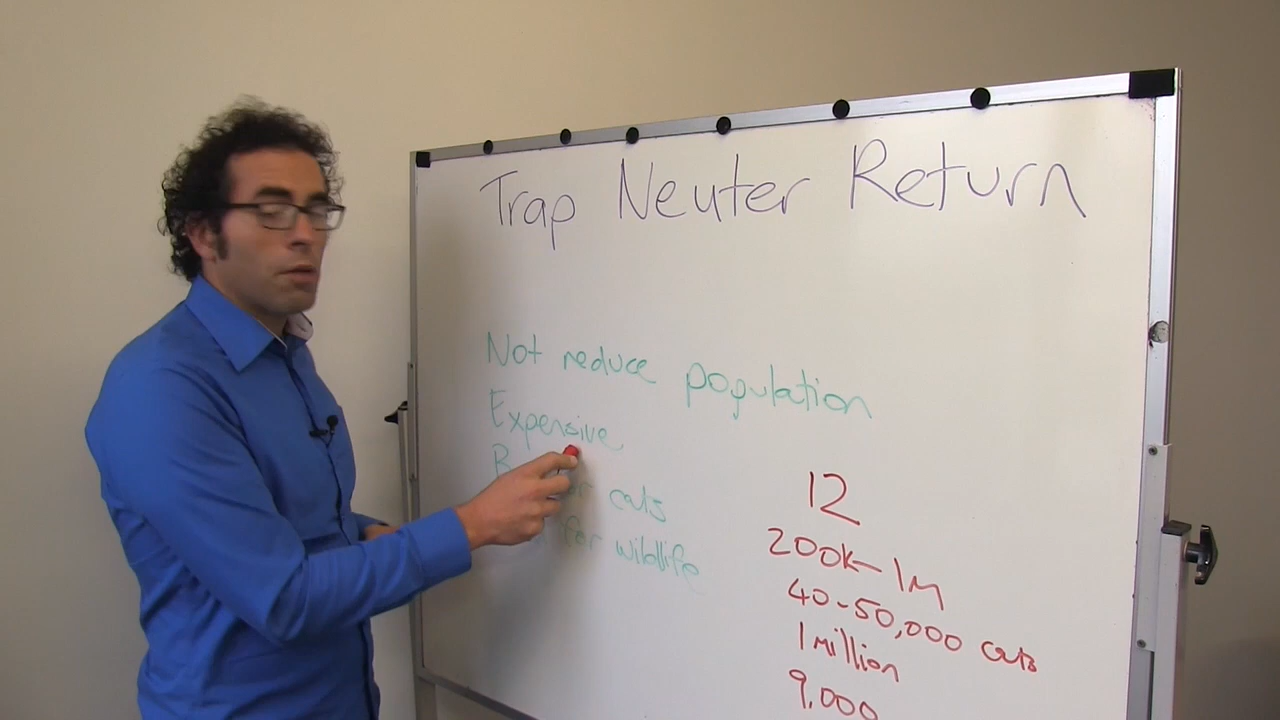 Trap Neuter Return
Not reduce population
Expensive
cats
for wildlife
12
200K-1M
40-50,000 cats
1 million
9,000